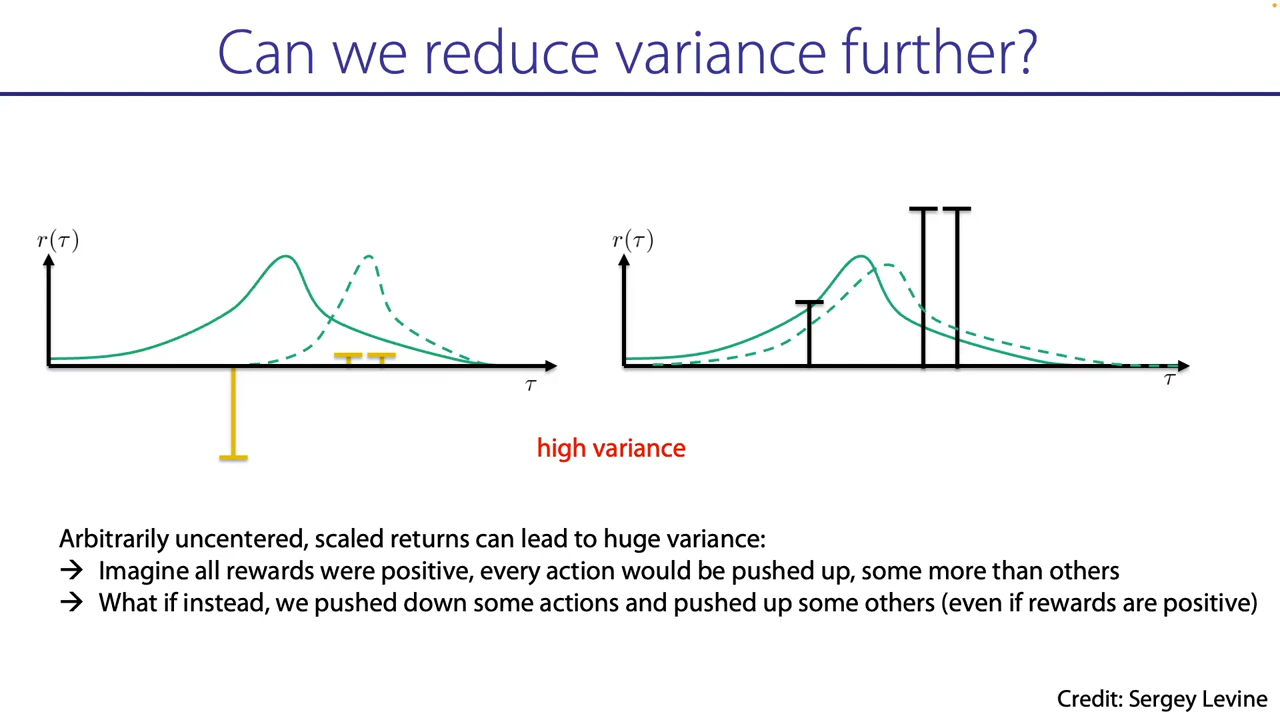 Can we reduce variance further?
r(τ)
r(τ)
τ
τ
high variance
Arbitrarily uncentered, scaled returns can lead to huge variance:
→ Imagine all rewards were positive, every action would be pushed up, some more than others
→ What if instead, we pushed down some actions and pushed up some others (even if rewards are positive)
Credit: Sergey Levine